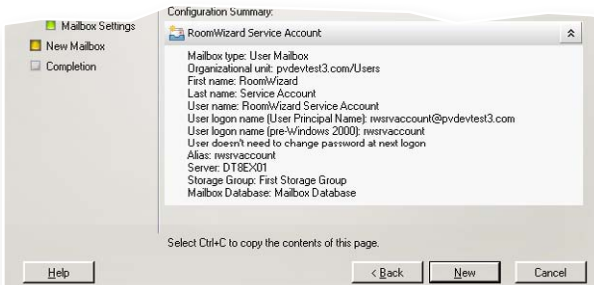 Configuration Summary:
Mailbox Settings
RoomWizard Service Account
New Mailbox
Completion
Mailbox type: User Mailbox
Organizational unit: pvdevtest3.com/Users
First name: RoomWizard
Last name: Service Account
User name: RoomWizard Service Account
User logon name (User Principal Name): rwsrvaccount@pvdevtest3.com
User logon name (pre-Windows 2000): rwsrvaccount
User doesn't need to change password at next logon
Alias: rwsrvaccount
Server: DT8EX01
Storage Group: First Storage Group
Mailbox Database: Mailbox Database
Select Ctrl+C to copy the contents of this page.
Help
< Back
New
Cancel